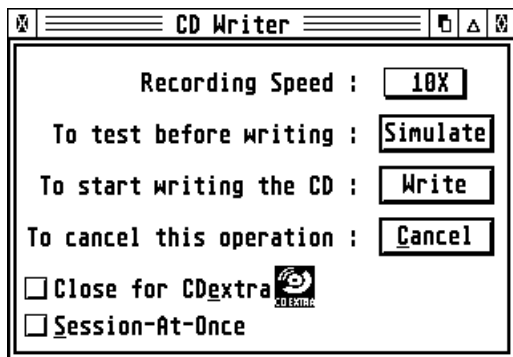 CD Writer
Recording Speed : 10X
To test before writing : Simulate
To start writing the CD : Write
To cancel this operation : Cancel
Close for CDextra CD EXTRA
Session-At-Once